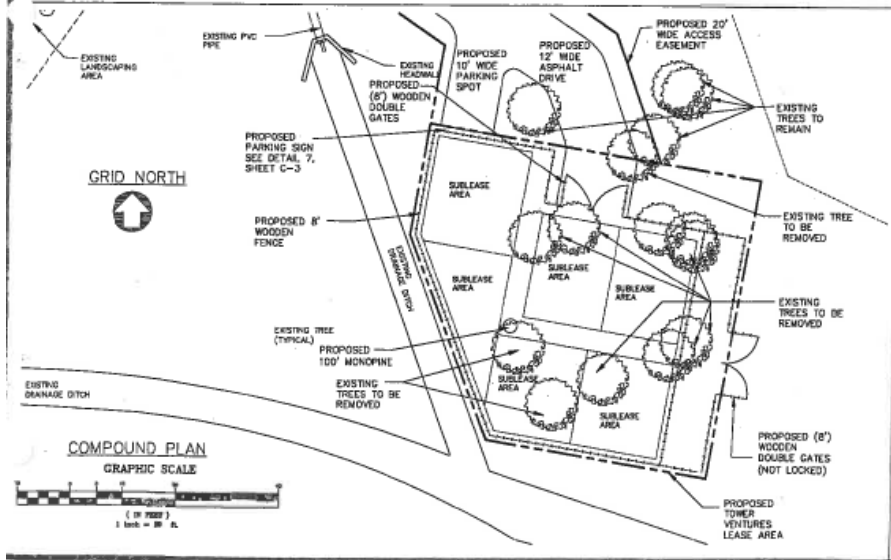 EXISTING
LANDSCAPING
AREA
EXISTING PVC
PIPE
EXISTING
HEADWALL
PROPOSED
10' WIDE
PARKING
SPOT
PROPOSED
12' WIDE
ASPHALT
DRIVE
PROPOSED 20'
WIDE ACCESS
EASEMENT
PROPOSED
(8') WOODEN
DOUBLE
GATES
EXISTING
TREES TO
REMAIN
PROPOSED
PARKING SIGN
SEE DETAIL 7,
SHEET C-3
GRID NORTH
SUBLEASE
AREA
PROPOSED 8'
WOODEN
FENCE
EXISTING TREE
TO BE
REMOVED
EXISTING
DRAINAGE DITCH
SUBLEASE
AREA
SUBLEASE
AREA
SUBLEASE
AREA
EXISTING
TREES TO BE
REMOVED
EXISTING TREE
(TYPICAL)
PROPOSED
100' MONOPINE
EXISTING
TREES TO BE
REMOVED
SUBLEASE
AREA
SUBLEASE
AREA
EXISTING
DRAINAGE DITCH
PROPOSED (8')
WOODEN
DOUBLE GATES
(NOT LOCKED)
COMPOUND PLAN
GRAPHIC SCALE
( IN FEET )
1 inch = ft.
PROPOSED
TOWER
VENTURES
LEASE AREA